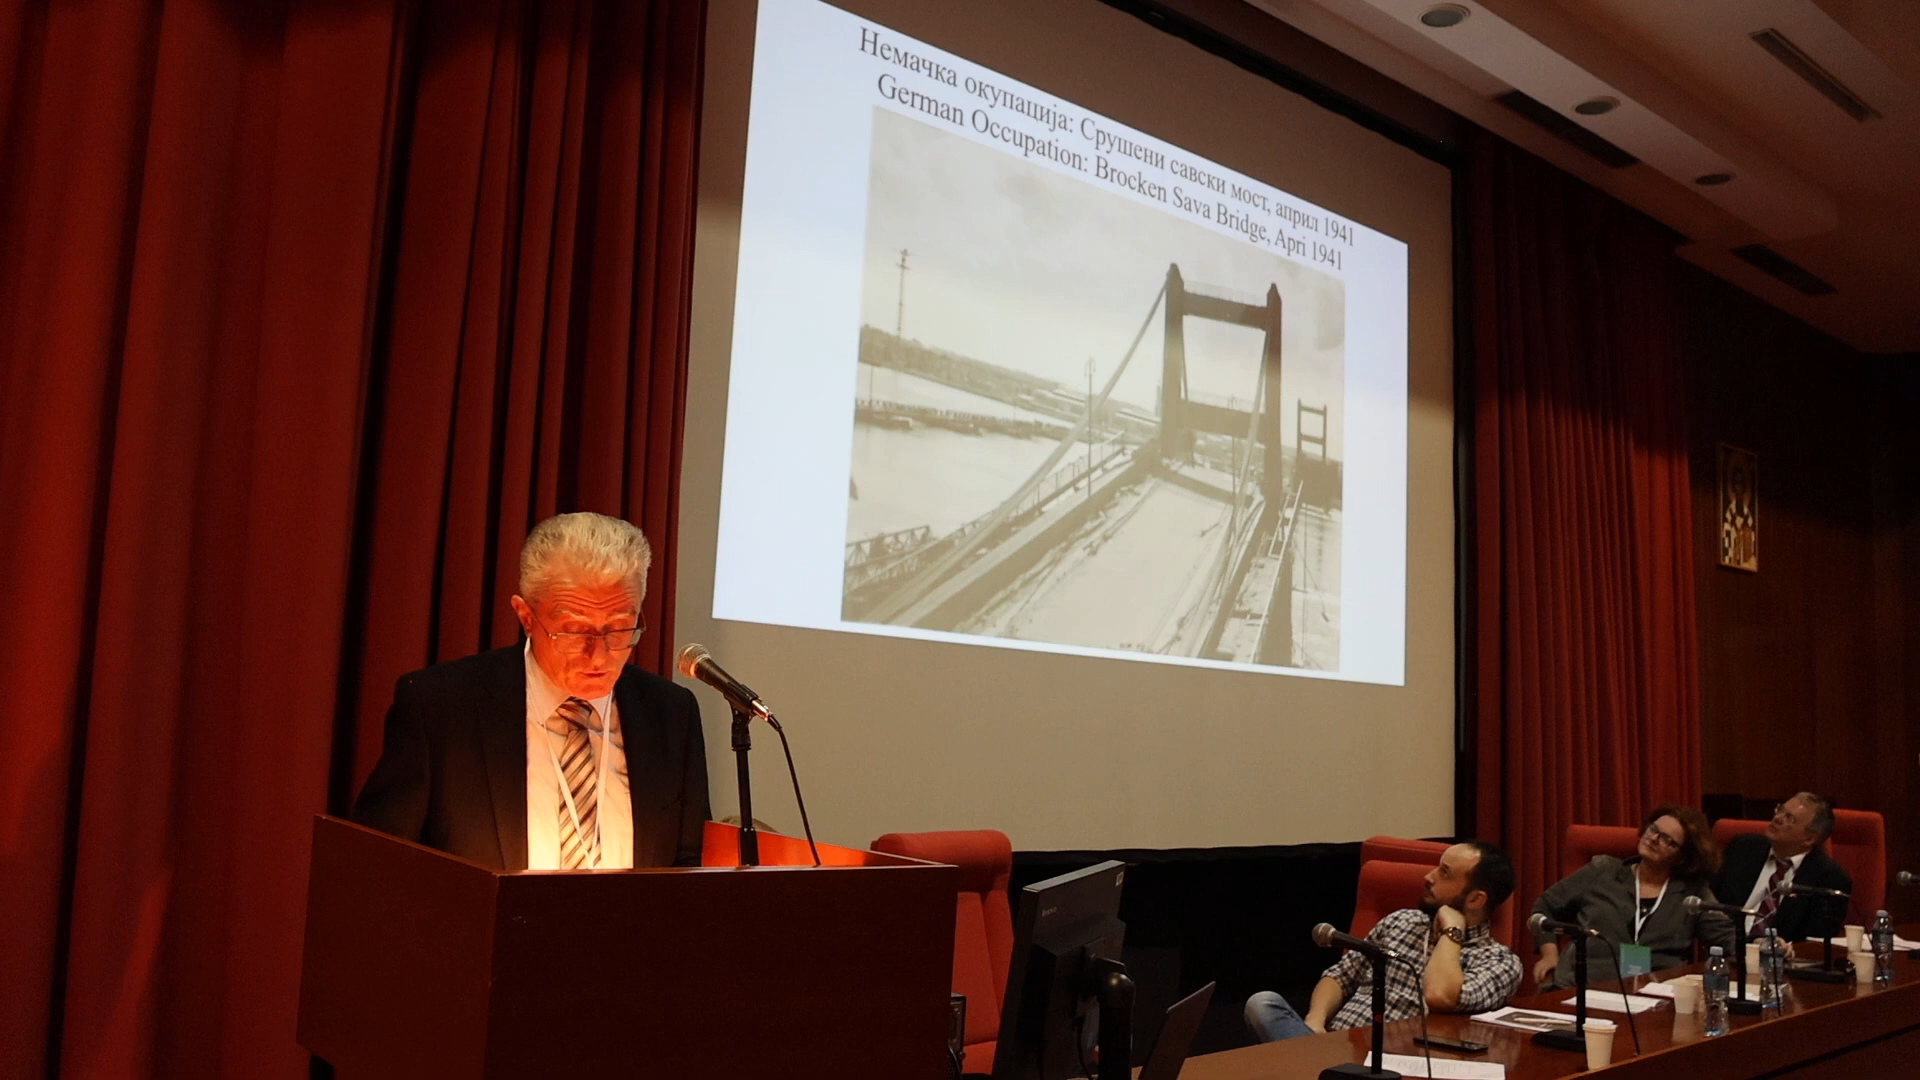 Немачка окупација: Срушени савски мост, април 1941
German Occupation: Brocken Sava Bridge, Apri 1941